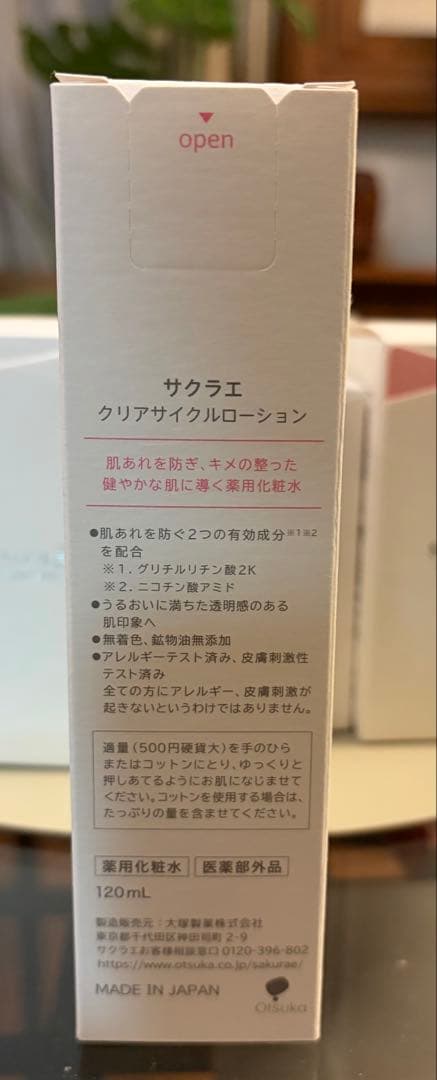 open
サクラエ
クリアサイクルローション
肌あれを防ぎ、キメの整った
健やかな肌に導く薬用化粧水
●肌あれを防ぐ2つの有効成分※1※2
を配合
※1. グリチルリチン酸2K
※2. ニコチン酸アミド
●うるおいに満ちた透明感のある
肌印象へ
●無着色、鉱物油無添加
●アレルギーテスト済み、皮膚刺激性
テスト済み
全ての方にアレルギー、皮膚刺激が
起きないというわけではありません。
適量（500円硬貨大）を手のひら
またはコットンにとり、ゆっくりと
押しあてるようにお肌になじませて
ください。コットンを使用する場合は、
たっぷりの量を含ませてください。
薬用化粧水 医薬部外品
120mL
製造販売元：大塚製薬株式会社
東京都千代田区神田司町2-9
サクラエお客様相談窓口 0120-396-802
https://www.otsuka.co.jp/sakurae/
MADE IN JAPAN
Otsuka